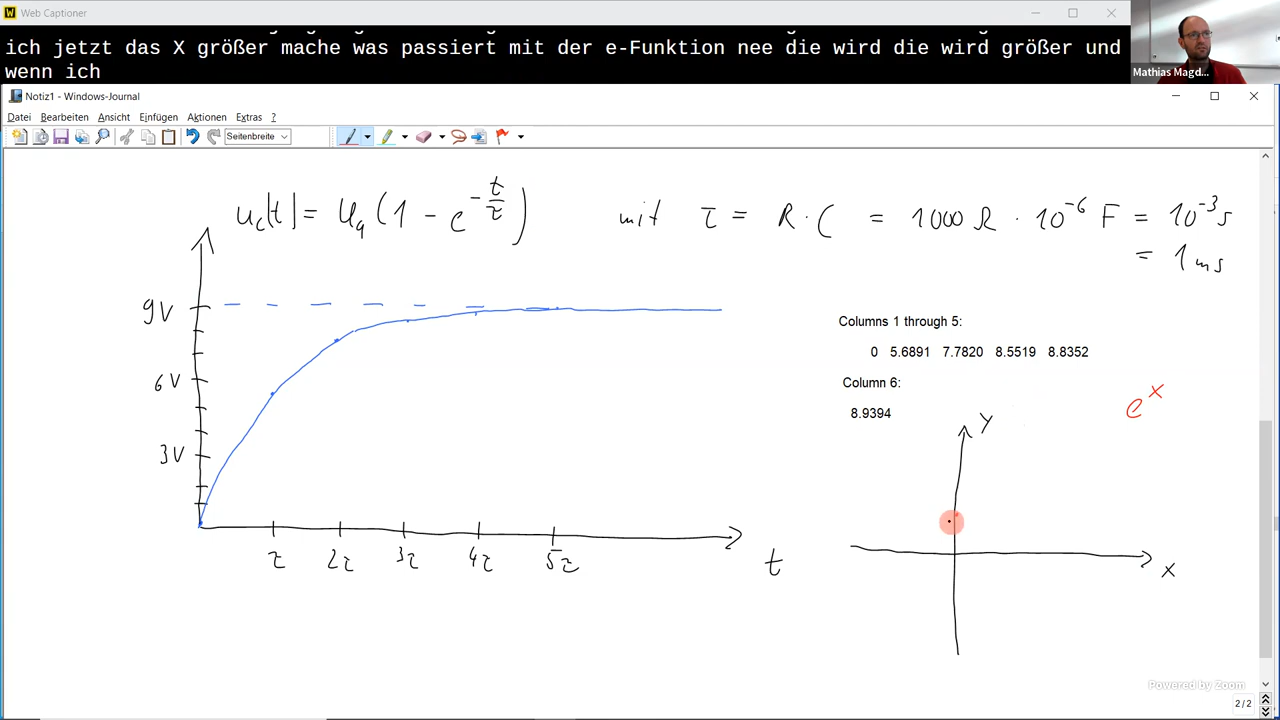 Web Captioner
ich jetzt das X größer mache was passiert mit der e-Funktion nee die wird die wird größer und
wenn ich
Mathias Magd...
Notiz1 - Windows-Journal
Datei Bearbeiten Ansicht Einfügen Aktionen Extras ?
Seitenbreite
u_c(t) = U_q (1 - e^{-t/τ}) mit τ = R · C = 1000 Ω · 10^{-6} F = 10^{-3} s
= 1 ms
9V
6V
3V
τ 2τ 3τ 4τ 5τ
t
Columns 1 through 5:
0 5.6891 7.7820 8.5519 8.8352
Column 6:
8.9394
e^x
y
x
Powered by Zoom
2/2